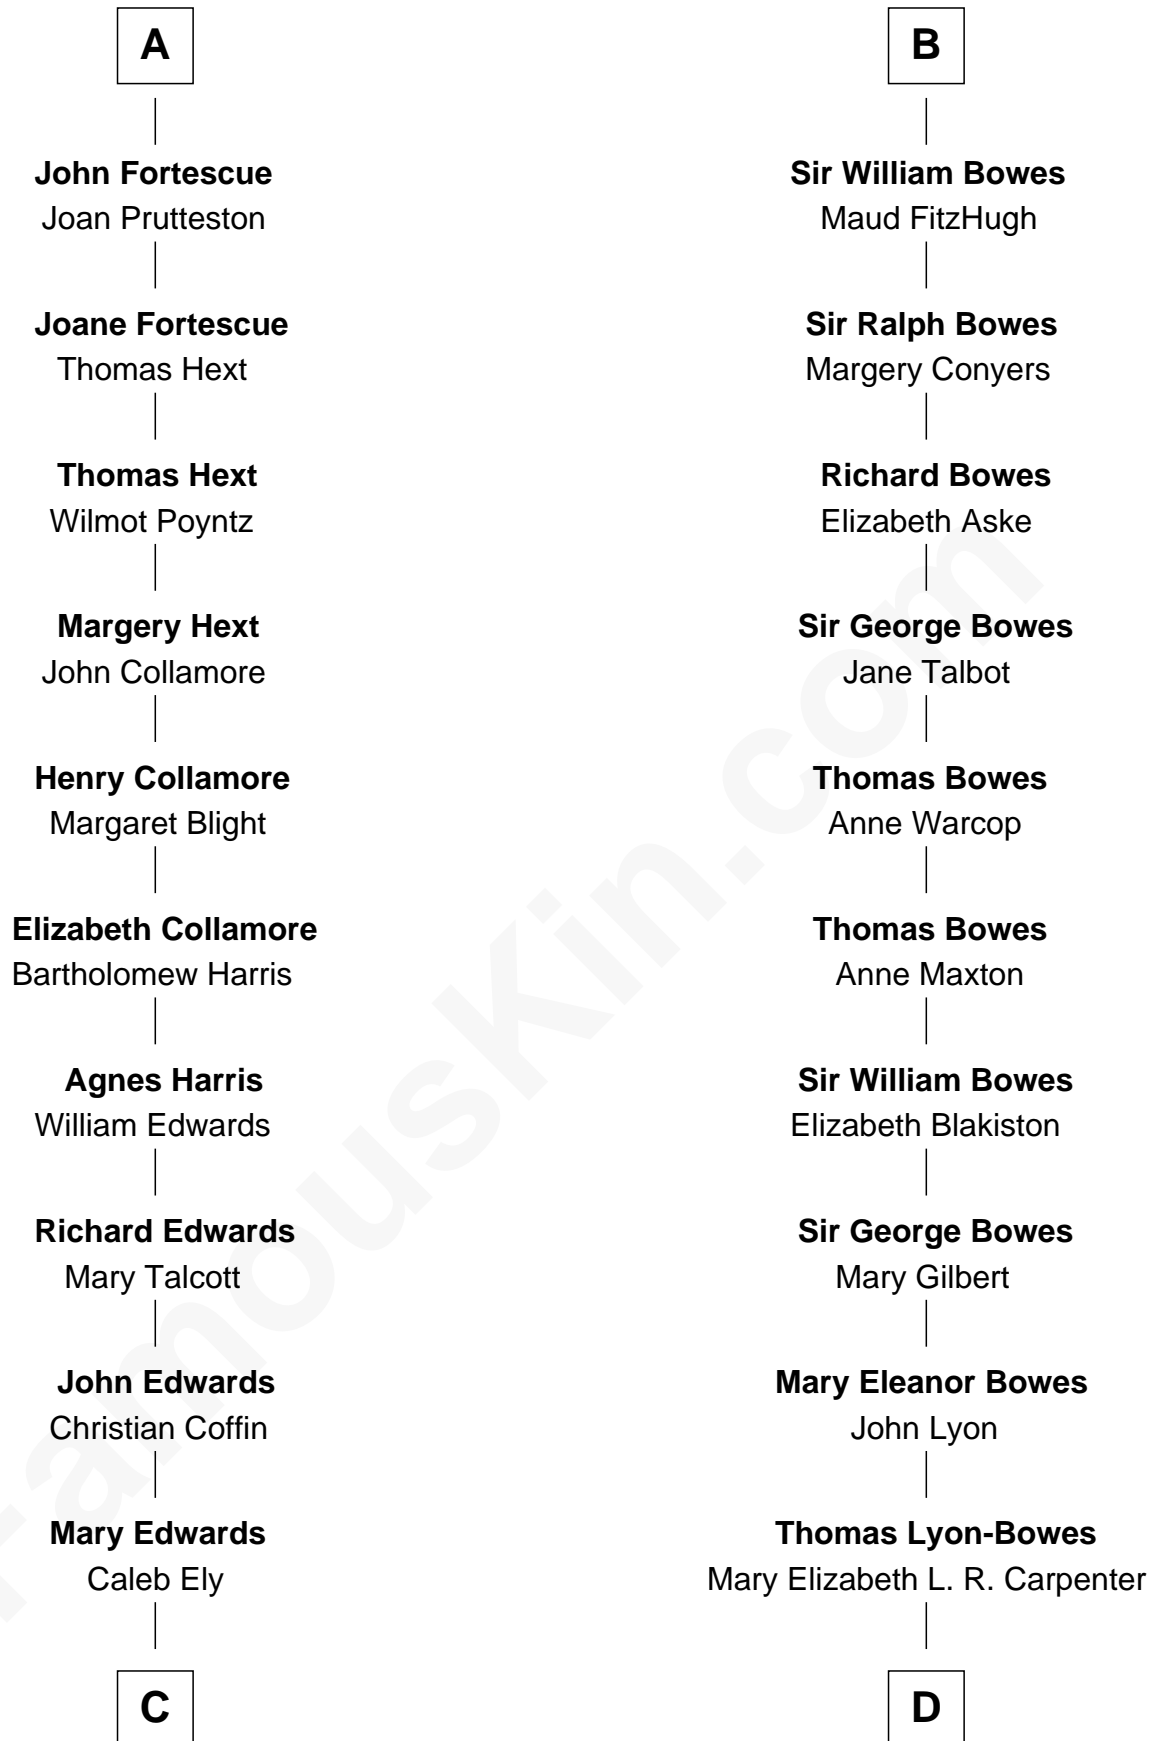 A
John Fortescue
Joan Prutteston
Joane Fortescue
Thomas Hext
Thomas Hext
Wilmot Poyntz
Margery Hext
John Collamore
Henry Collamore
Margaret Blight
Elizabeth Collamore
Bartholomew Harris
Agnes Harris
William Edwards
Richard Edwards
Mary Talcott
John Edwards
Christian Coffin
Mary Edwards
Caleb Ely
C
B
Sir William Bowes
Maud FitzHugh
Sir Ralph Bowes
Margery Conyers
Richard Bowes
Elizabeth Aske
Sir George Bowes
Jane Talbot
Thomas Bowes
Anne Warcop
Thomas Bowes
Anne Maxton
Sir William Bowes
Elizabeth Blakiston
Sir George Bowes
Mary Gilbert
Mary Eleanor Bowes
John Lyon
Thomas Lyon-Bowes
Mary Elizabeth L. R. Carpenter
D
FamousKin.com